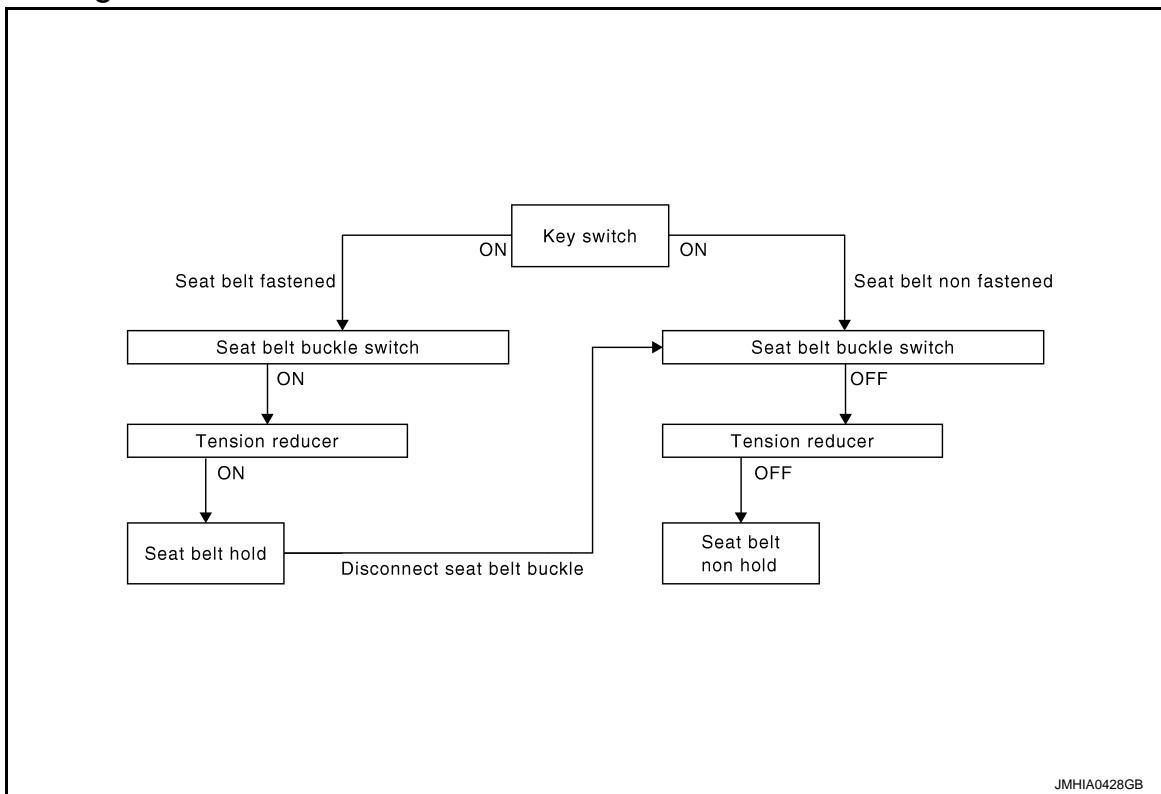 Key switch
ON
ON
Seat belt fastened
Seat belt non fastened
Seat belt buckle switch
Seat belt buckle switch
ON
OFF
Tension reducer
Tension reducer
ON
OFF
Seat belt hold
Seat belt
non hold
Disconnect seat belt buckle
JMHIA0428GB